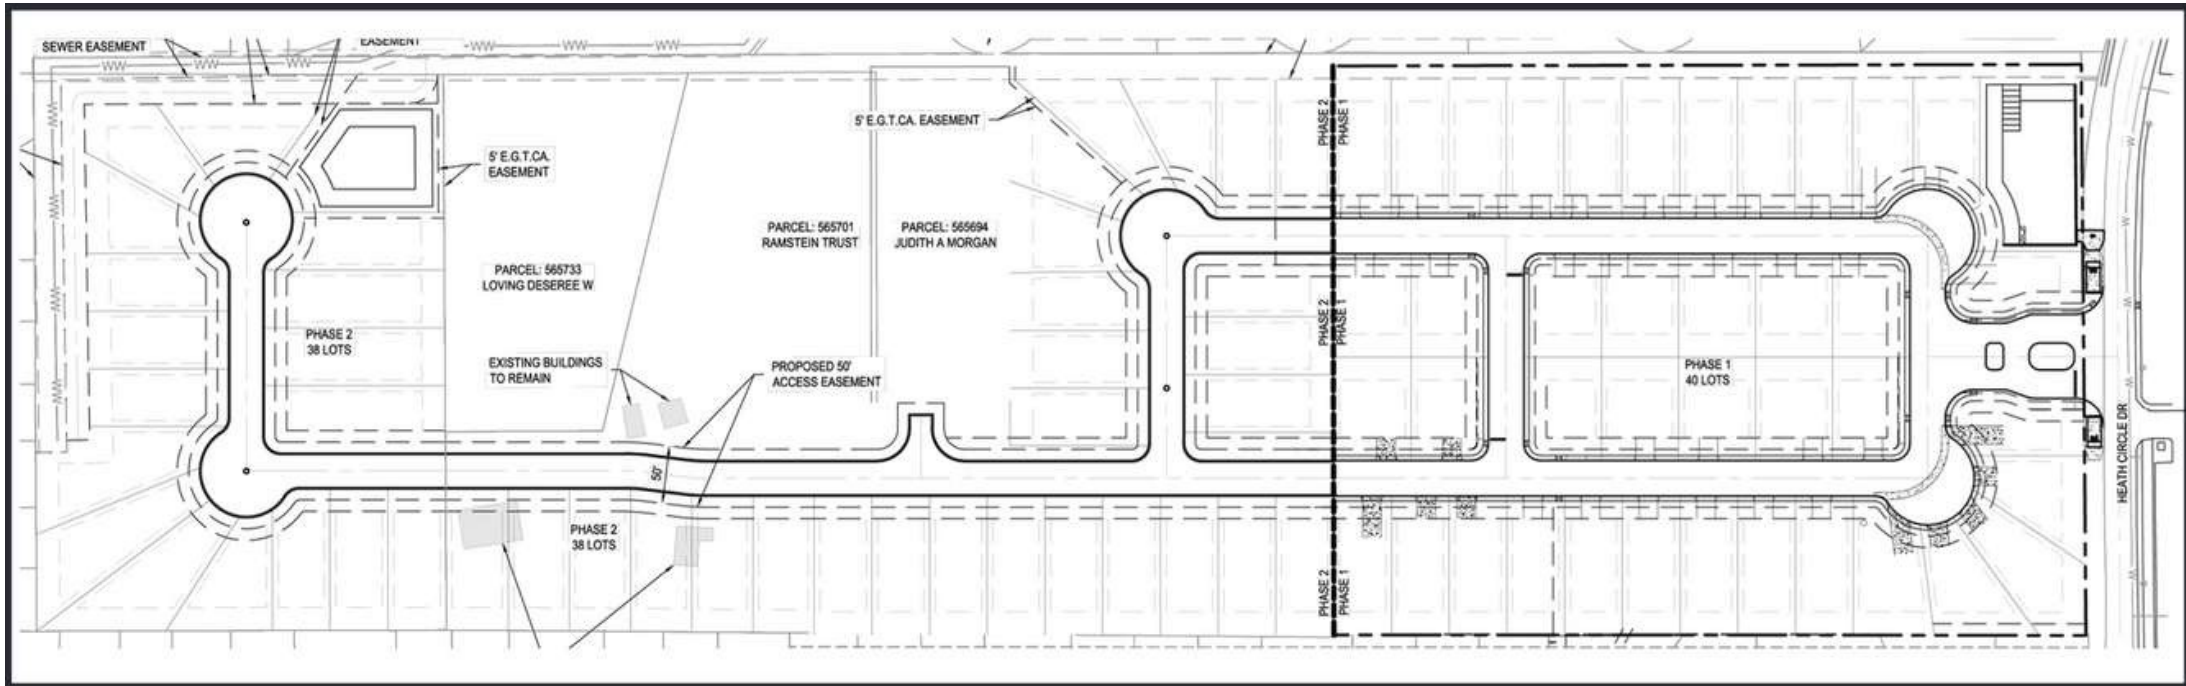 SEWER EASEMENT
EASEMENT
5' E.G.T.CA.
EASEMENT
5' E.G.T.CA. EASEMENT
PHASE 2
PHASE 1
PARCEL: 565701
RAMSTEIN TRUST
PARCEL: 565694
JUDITH A MORGAN
PARCEL: 565733
LOVING DESEREE W
PHASE 2
38 LOTS
EXISTING BUILDINGS
TO REMAIN
PROPOSED 50'
ACCESS EASEMENT
PHASE 2
PHASE 1
PHASE 1
40 LOTS
50'
PHASE 2
38 LOTS
PHASE 2
PHASE 1
HEATH CIRCLE DR
W
W
W
W
W
W